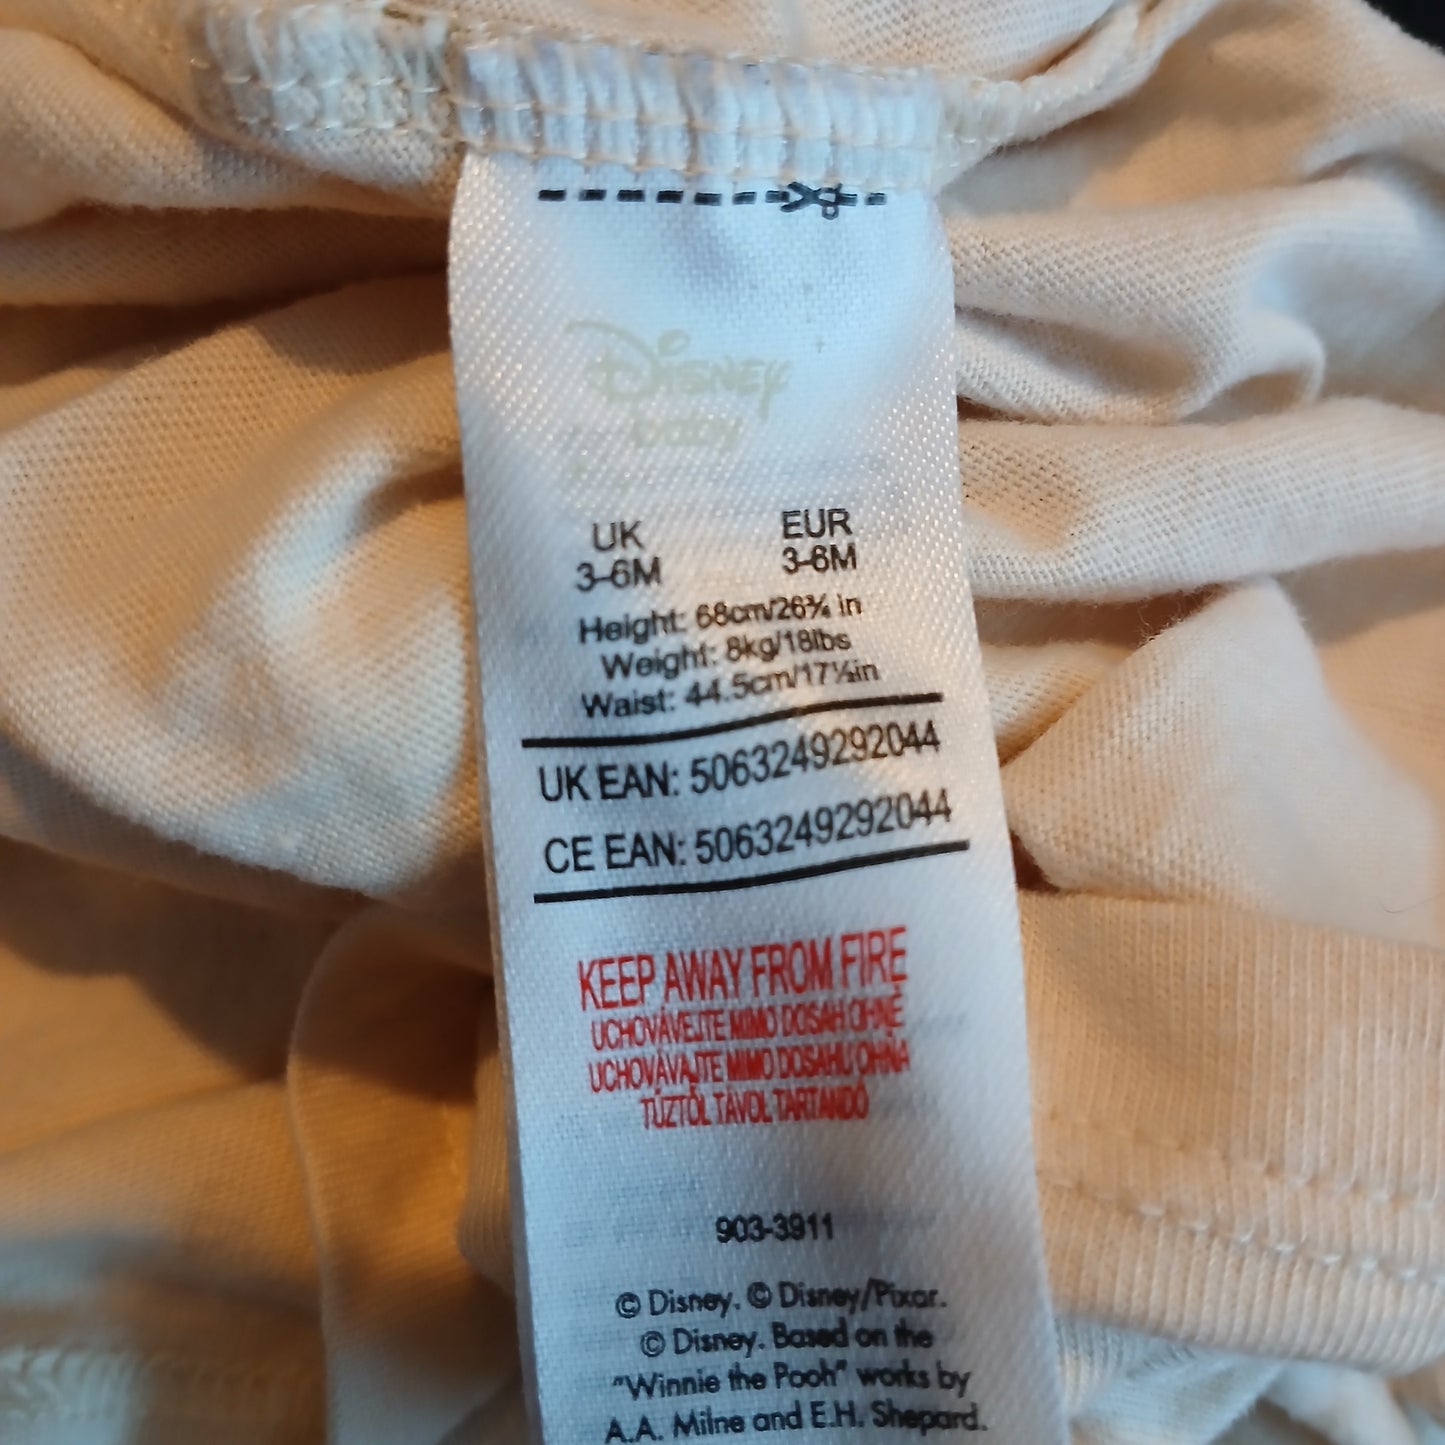 Disney
baby
UK EUR
3-6M 3-6M
Height: 68cm/26¾ in
Weight: 8kg/18lbs
Waist: 44.5cm/17½in
UK EAN: 5063249292044
CE EAN: 5063249292044
KEEP AWAY FROM FIRE
UCHOVÁVEJTE MIMO DOSAH OHNĚ
UCHOVÁVAJTE MIMO DOSAHU OHŇA
TŰZTŐL TÁVOL TARTANDÓ
903-3911
© Disney. © Disney/Pixar.
© Disney. Based on the
"Winnie the Pooh" works by
A.A. Milne and E.H. Shepard.